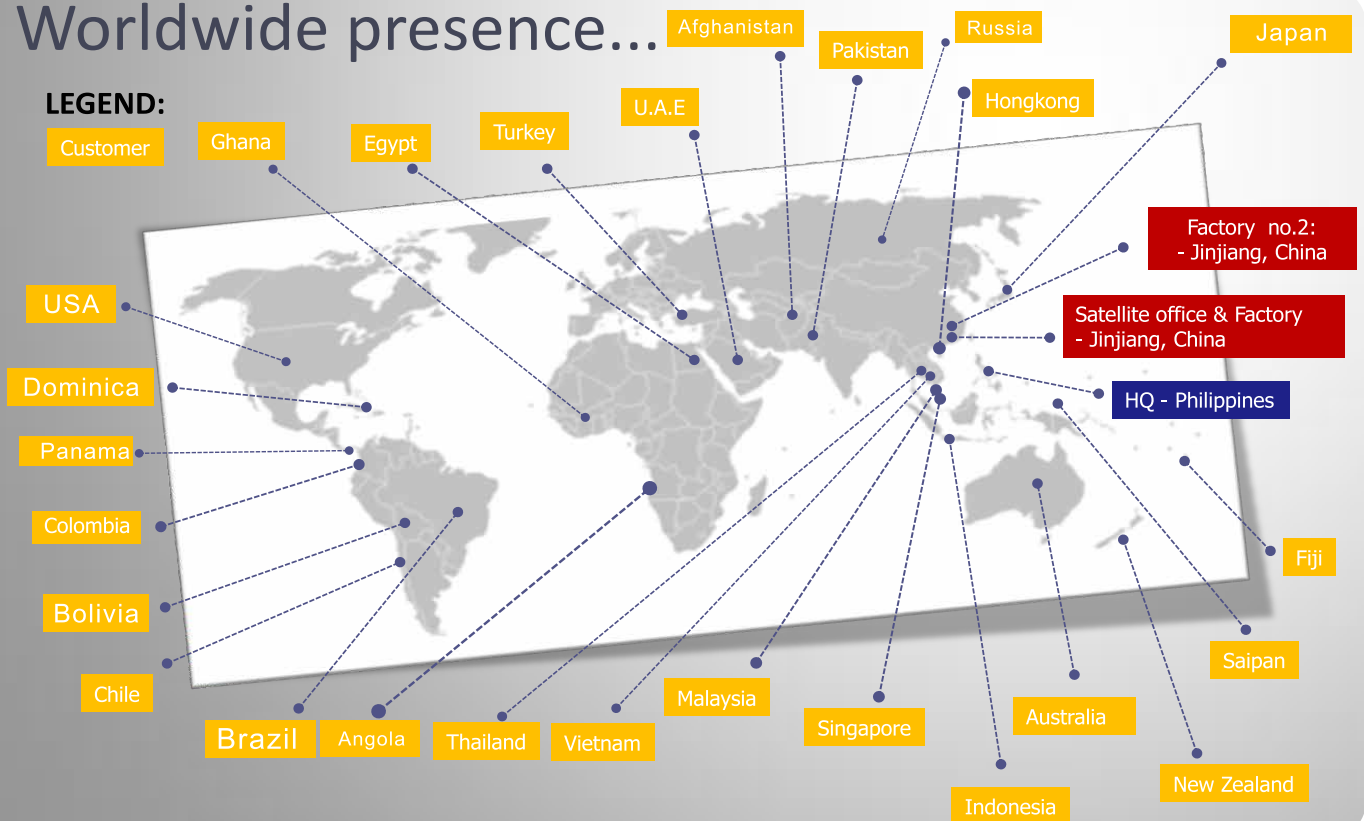 Worldwide presence...
LEGEND:
Customer
Ghana
Egypt
Turkey
U.A.E
Afghanistan
Pakistan
Russia
Hongkong
Japan
Factory no.2:
- Jinjiang, China
Satellite office & Factory
- Jinjiang, China
HQ - Philippines
USA
Dominica
Panama
Colombia
Bolivia
Chile
Brazil
Angola
Thailand
Vietnam
Malaysia
Singapore
Indonesia
Australia
New Zealand
Saipan
Fiji